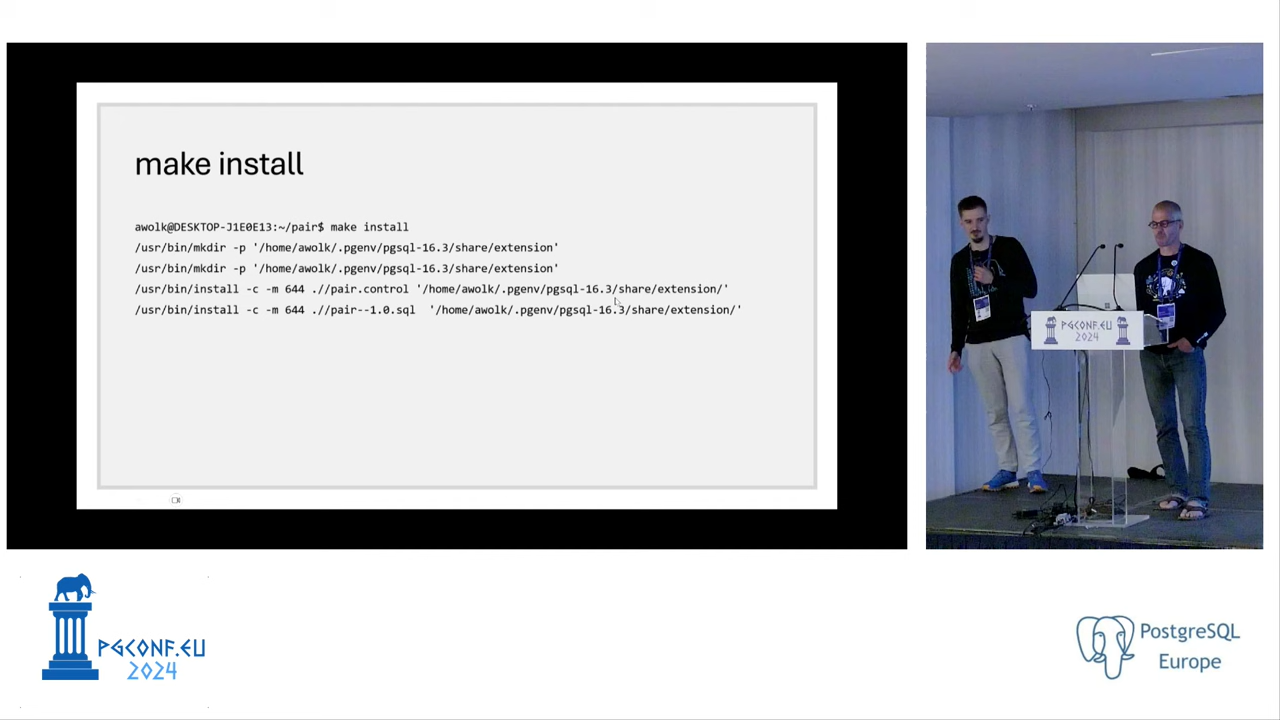 make install
awolk@DESKTOP-J1E0E13:~/pair$ make install
/usr/bin/mkdir -p '/home/awolk/.pgenv/pgsql-16.3/share/extension'
/usr/bin/mkdir -p '/home/awolk/.pgenv/pgsql-16.3/share/extension'
/usr/bin/install -c -m 644 .//pair.control '/home/awolk/.pgenv/pgsql-16.3/share/extension/'
/usr/bin/install -c -m 644 .//pair--1.0.sql  '/home/awolk/.pgenv/pgsql-16.3/share/extension/'
PGCONF.EU
2024
PGCONF.EU
2024
PostgreSQL
Europe